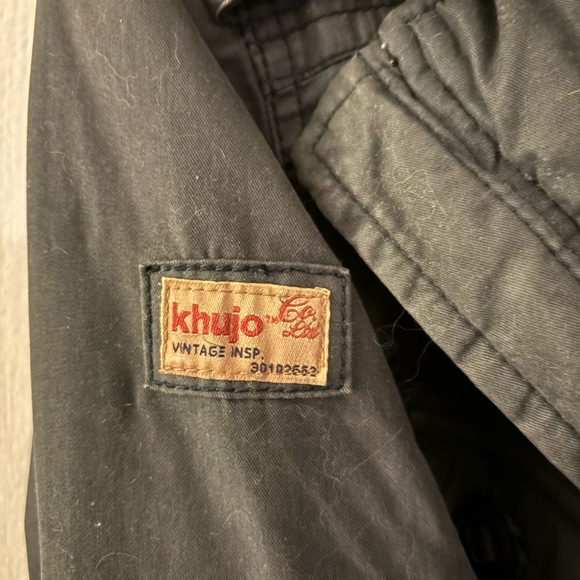 khujo™ Co. Ltd
VINTAGE INSP.
30102553